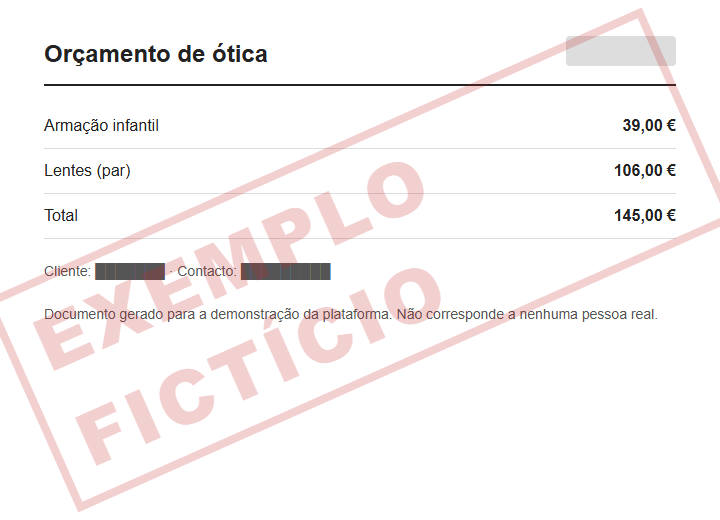 Orçamento de ótica
Armação infantil 39,00 €
Lentes (par) 106,00 €
Total 145,00 €
Cliente: · Contacto:
Documento gerado para a demonstração da plataforma. Não corresponde a nenhuma pessoa real.
EXEMPLO
FICTÍCIO